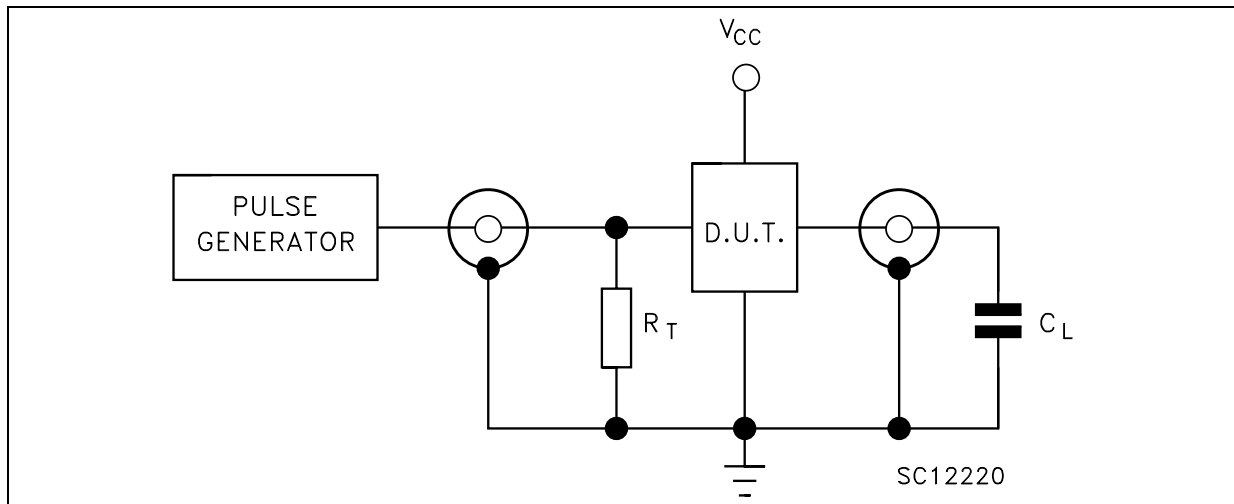 VCC
PULSE
GENERATOR
D.U.T.
RT
CL
SC12220